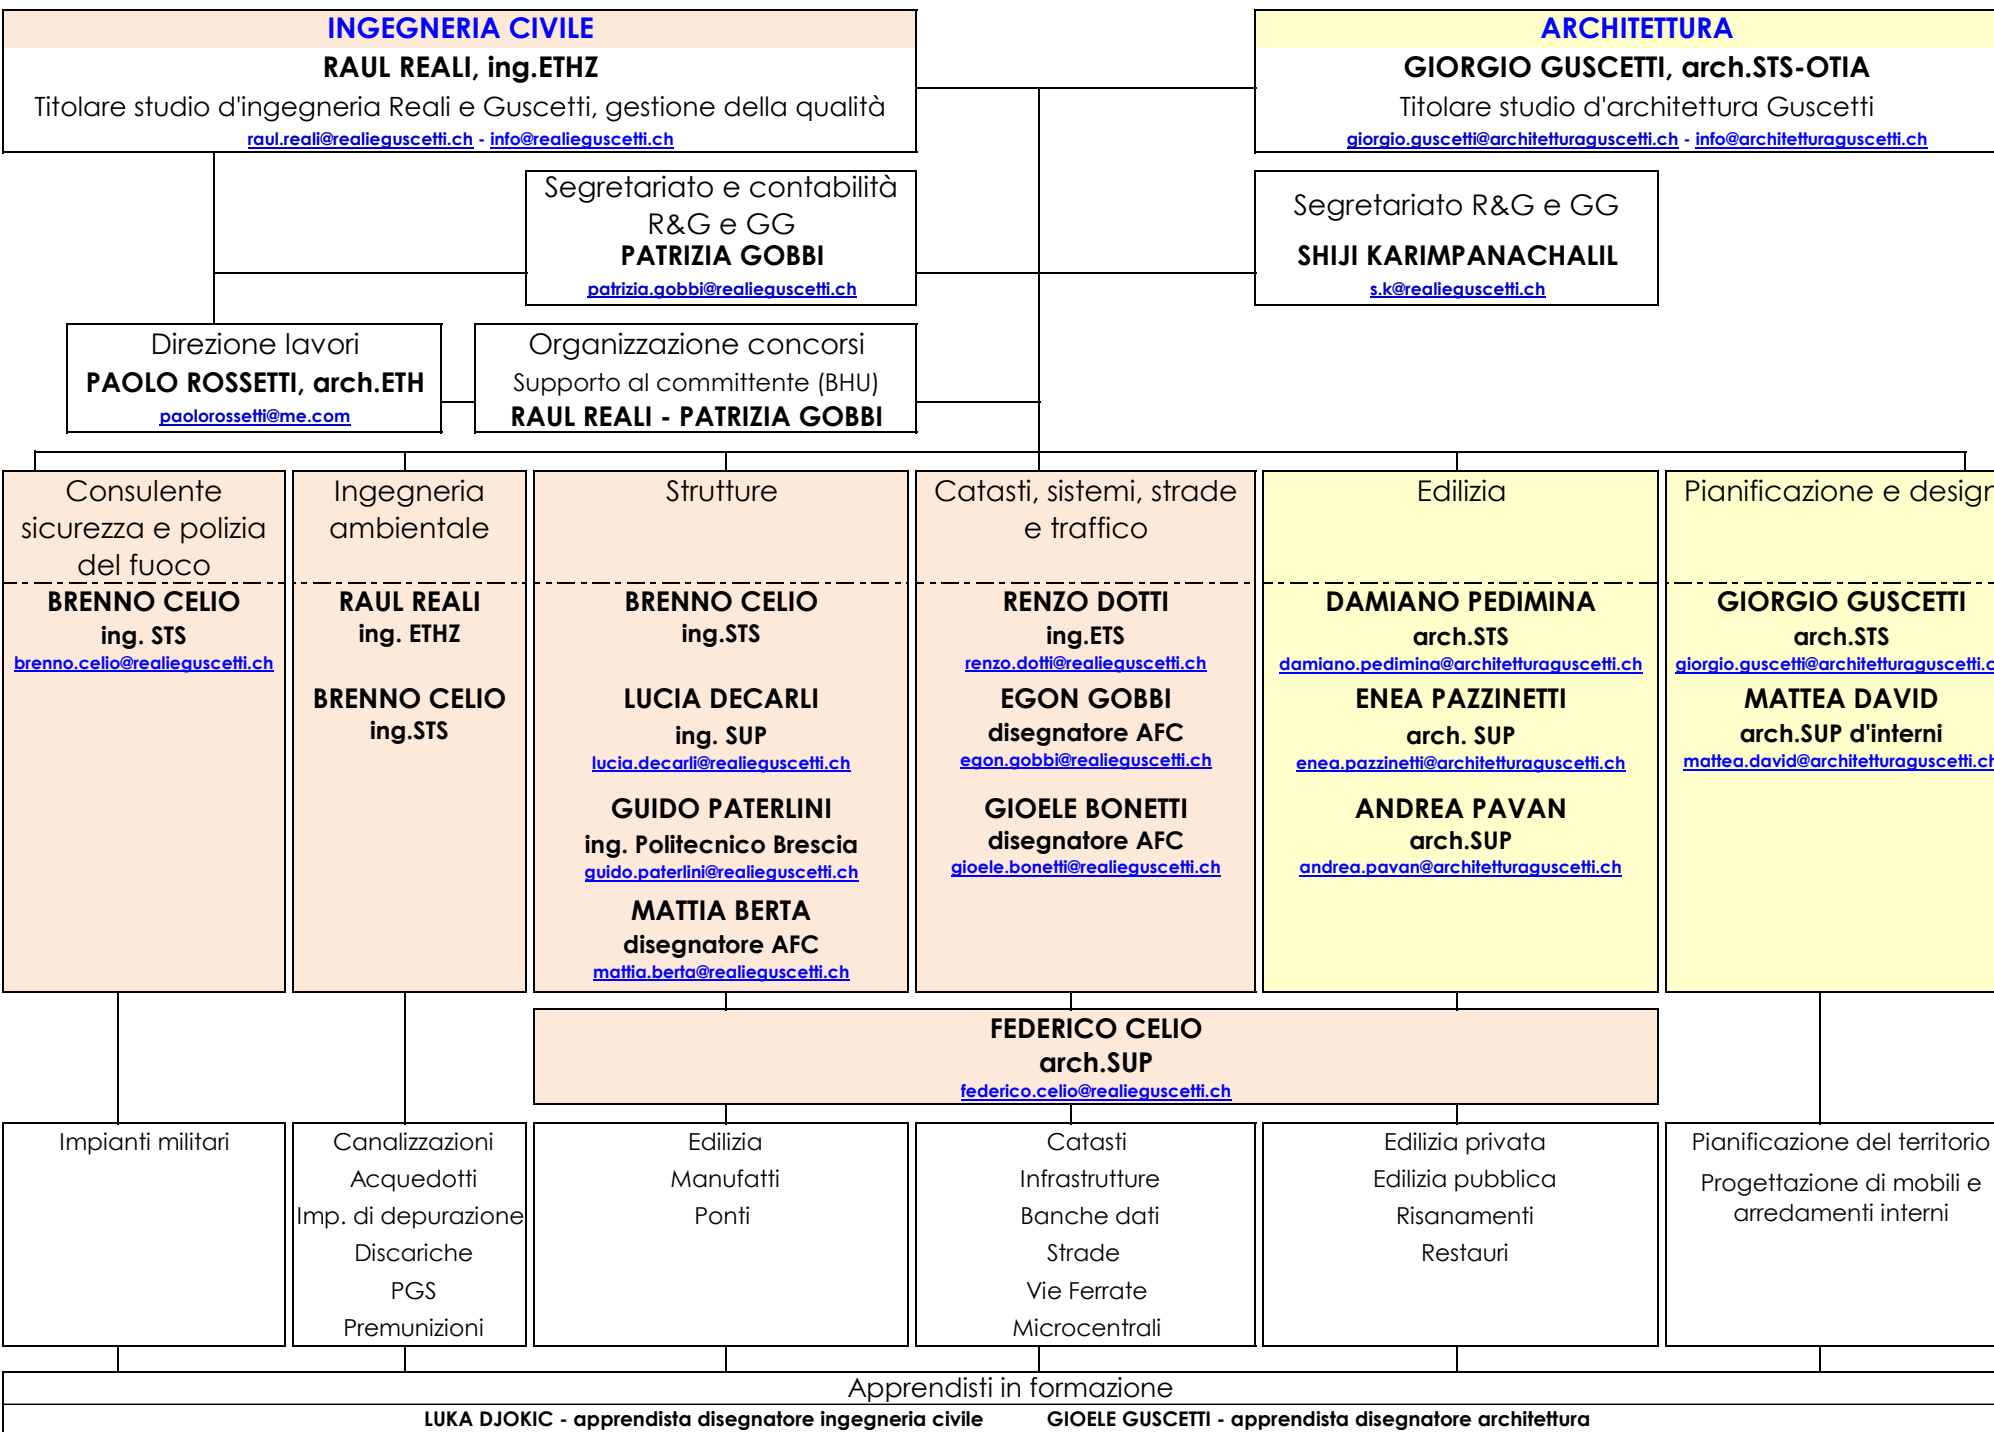 INGEGNERIA CIVILE
RAUL REALI, ing.ETHZ
Titolare studio d'ingegneria Reali e Guscetti, gestione della qualità
raul.reali@realieguscetti.ch - info@realieguscetti.ch
ARCHITETTURA
GIORGIO GUSCETTI, arch.STS-OTIA
Titolare studio d'architettura Guscetti
giorgio.guscetti@architetturaguscetti.ch - info@architetturaguscetti.ch
Segretariato e contabilità
R&G e GG
PATRIZIA GOBBI
patrizia.gobbi@realieguscetti.ch
Segretariato R&G e GG
SHIJI KARIMPANACHALIL
s.k@realieguscetti.ch
Direzione lavori
PAOLO ROSSETTI, arch.ETH
paolorossetti@me.com
Organizzazione concorsi
Supporto al committente (BHU)
RAUL REALI - PATRIZIA GOBBI
Consulente
sicurezza e polizia
del fuoco
BRENNO CELIO
ing. STS
brenno.celio@realieguscetti.ch
Ingegneria
ambientale
RAUL REALI
ing. ETHZ
BRENNO CELIO
ing.STS
Strutture
BRENNO CELIO
ing.STS
LUCIA DECARLI
ing. SUP
lucia.decarli@realieguscetti.ch
GUIDO PATERLINI
ing. Politecnico Brescia
guido.paterlini@realieguscetti.ch
MATTIA BERTA
disegnatore AFC
mattia.berta@realieguscetti.ch
Catasti, sistemi, strade
e traffico
RENZO DOTTI
ing.ETS
renzo.dotti@realieguscetti.ch
EGON GOBBI
disegnatore AFC
egon.gobbi@realieguscetti.ch
GIOELE BONETTI
disegnatore AFC
gioele.bonetti@realieguscetti.ch
Edilizia
DAMIANO PEDIMINA
arch.STS
damiano.pedimina@architetturaguscetti.ch
ENEA PAZZINETTI
arch. SUP
enea.pazzinetti@architetturaguscetti.ch
ANDREA PAVAN
arch.SUP
andrea.pavan@architetturaguscetti.ch
Pianificazione e design
GIORGIO GUSCETTI
arch.STS
giorgio.guscetti@architetturaguscetti.c
MATTEA DAVID
arch.SUP d'interni
mattea.david@architetturaguscetti.ch
FEDERICO CELIO
arch.SUP
federico.celio@realieguscetti.ch
Impianti militari
Canalizzazioni
Acquedotti
Imp. di depurazione
Discariche
PGS
Premunizioni
Edilizia
Manufatti
Ponti
Catasti
Infrastrutture
Banche dati
Strade
Vie Ferrate
Microcentrali
Edilizia privata
Edilizia pubblica
Risanamenti
Restauri
Pianificazione del territorio
Progettazione di mobili e
arredamenti interni
Apprendisti in formazione
LUKA DJOKIC - apprendista disegnatore ingegneria civile GIOELE GUSCETTI - apprendista disegnatore architettura